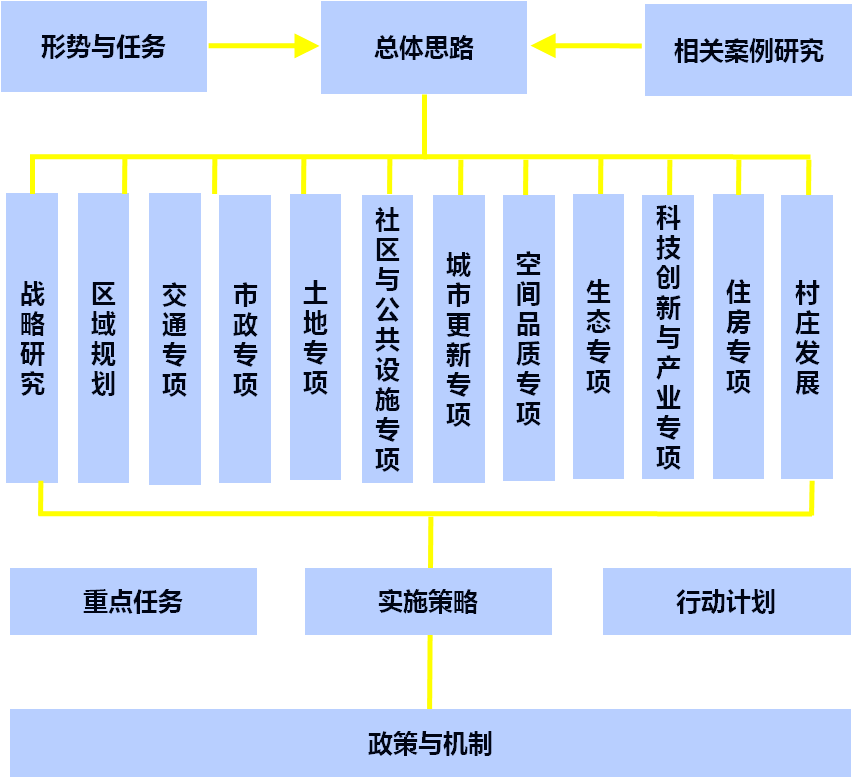 形势与任务
总体思路
相关案例研究
战略研究
区域规划
交通专项
市政专项
土地专项
社区与公共设施专项
城市更新专项
空间品质专项
生态专项
科技创新与产业专项
住房专项
村庄发展
重点任务
实施策略
行动计划
政策与机制